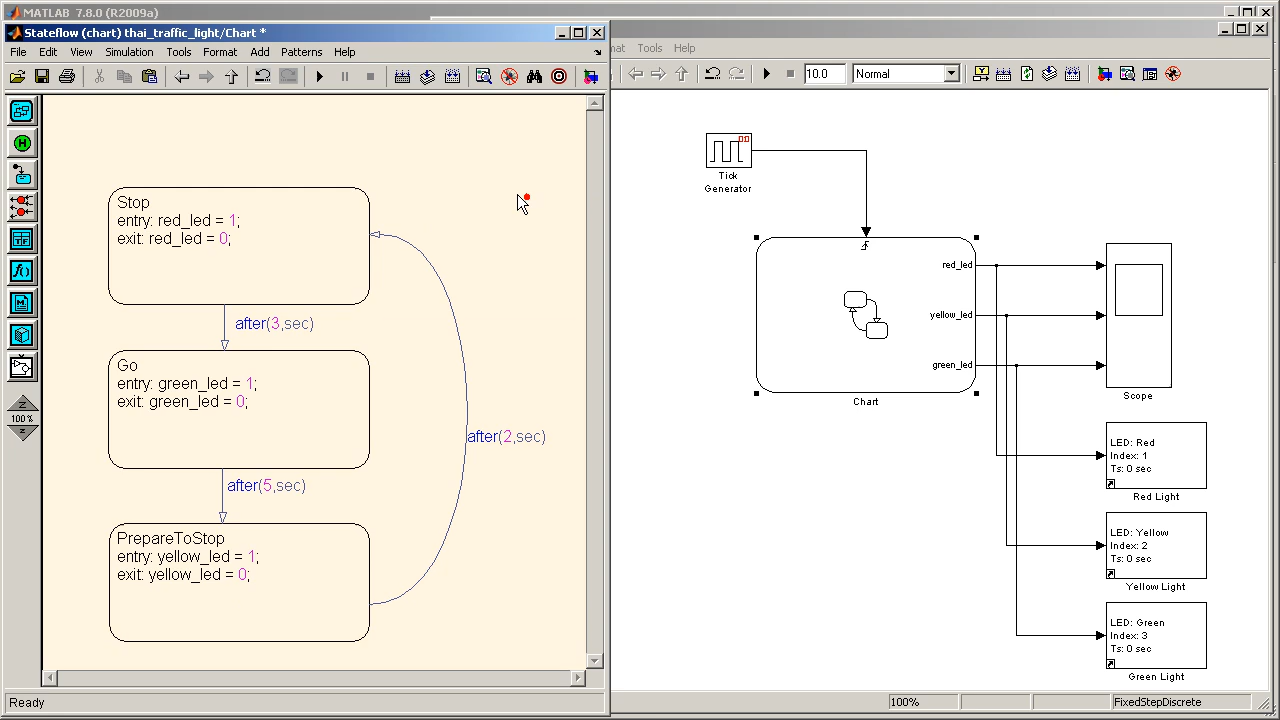 MATLAB 7.8.0 (R2009a)
Stateflow (chart) thai_traffic_light/Chart *
File Edit View Simulation Tools Format Add Patterns Help
Tools Help
10.0
Normal
Stop
entry: red_led = 1;
exit: red_led = 0;
after(3,sec)
Go
entry: green_led = 1;
exit: green_led = 0;
after(2,sec)
after(5,sec)
PrepareToStop
entry: yellow_led = 1;
exit: yellow_led = 0;
100%
Ready
Tick
Generator
red_led
yellow_led
green_led
Chart
Scope
LED: Red
Index: 1
Ts: 0 sec
Red Light
LED: Yellow
Index: 2
Ts: 0 sec
Yellow Light
LED: Green
Index: 3
Ts: 0 sec
Green Light
100%
FixedStepDiscrete